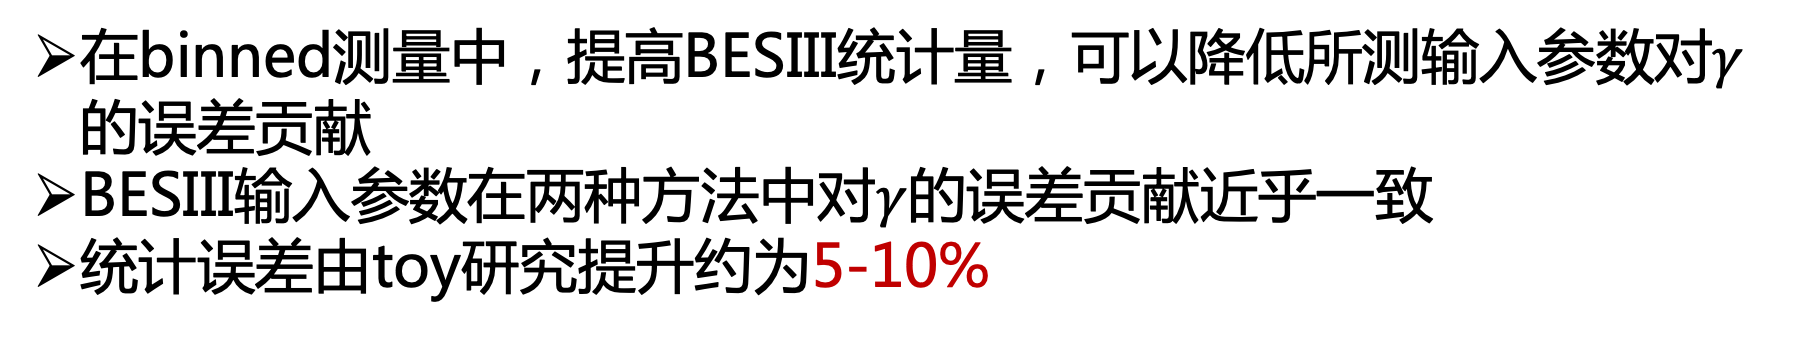 ➢在binned测量中，提高BESIII统计量，可以降低所测输入参数对γ
的误差贡献
➢BESIII输入参数在两种方法中对γ的误差贡献近乎一致
➢统计误差由toy研究提升约为5-10%